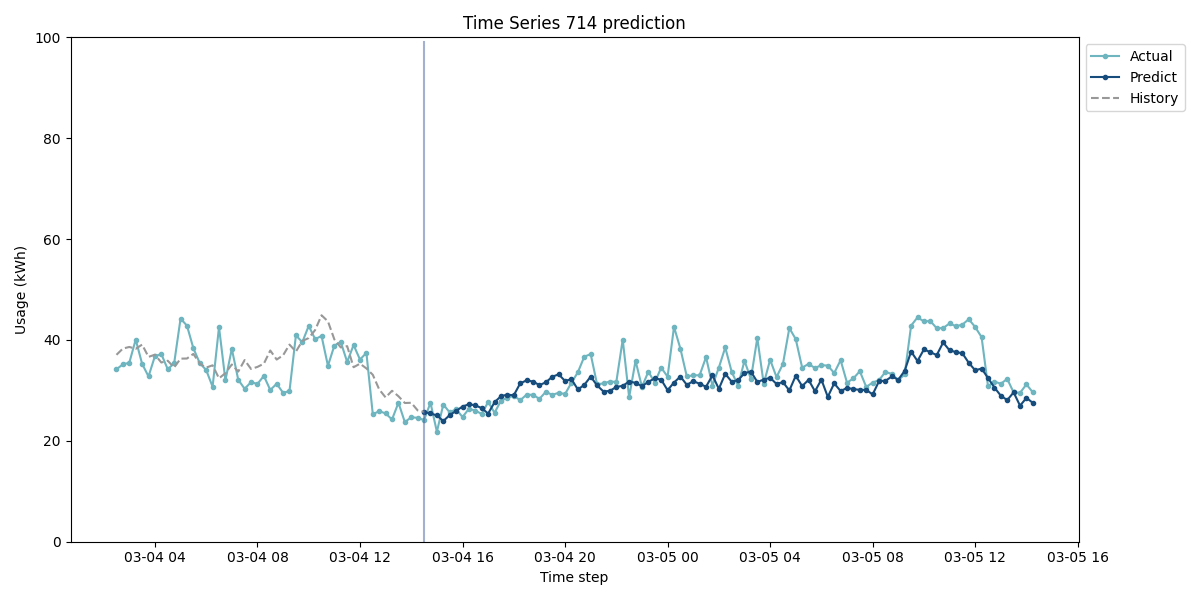 Time Series 714 prediction
100
80
60
40
20
0
Usage (kWh)
03-04 04
03-04 08
03-04 12
03-04 16
03-04 20
03-05 00
03-05 04
03-05 08
03-05 12
03-05 16
Time step
Actual
Predict
History